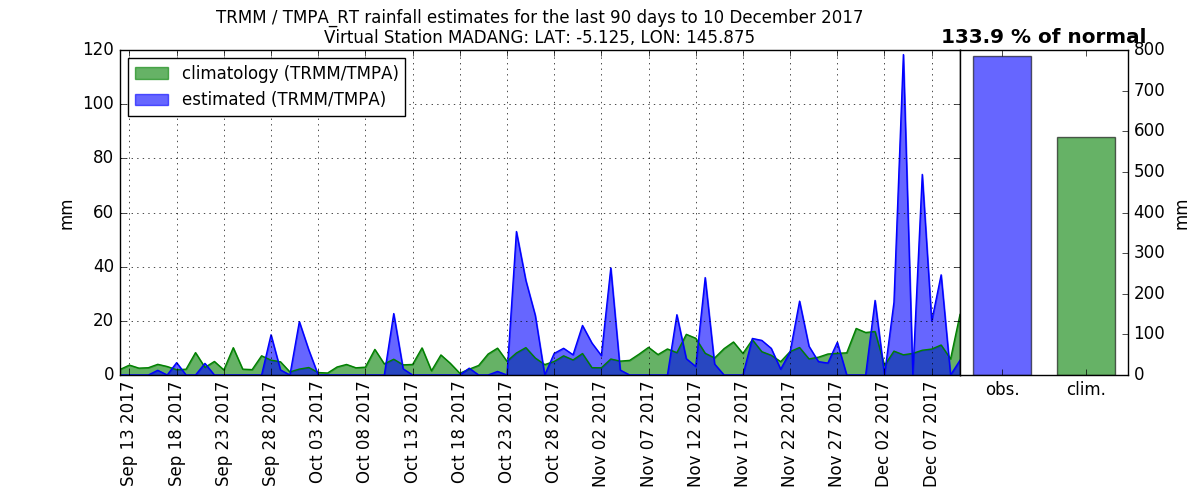 TRMM / TMPA_RT rainfall estimates for the last 90 days to 10 December 2017
Virtual Station MADANG: LAT: -5.125, LON: 145.875
133.9 % of normal
climatology (TRMM/TMPA)
estimated (TRMM/TMPA)
120
100
80
60
40
20
0
mm
800
700
600
500
400
300
200
100
0
mm
Sep 13 2017
Sep 18 2017
Sep 23 2017
Sep 28 2017
Oct 03 2017
Oct 08 2017
Oct 13 2017
Oct 18 2017
Oct 23 2017
Oct 28 2017
Nov 02 2017
Nov 07 2017
Nov 12 2017
Nov 17 2017
Nov 22 2017
Nov 27 2017
Dec 02 2017
Dec 07 2017
obs.
clim.